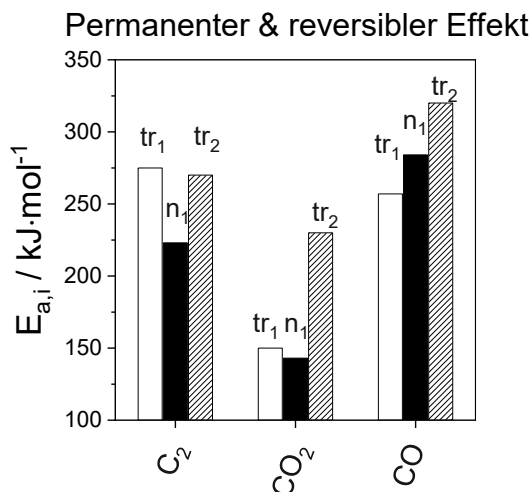 Permanenter & reversibler Effekt
350
300
250
200
150
100
E_a,i / kJ·mol⁻¹
tr₁
n₁
tr₂
tr₁
n₁
tr₂
tr₁
n₁
tr₂
C₂
CO₂
CO